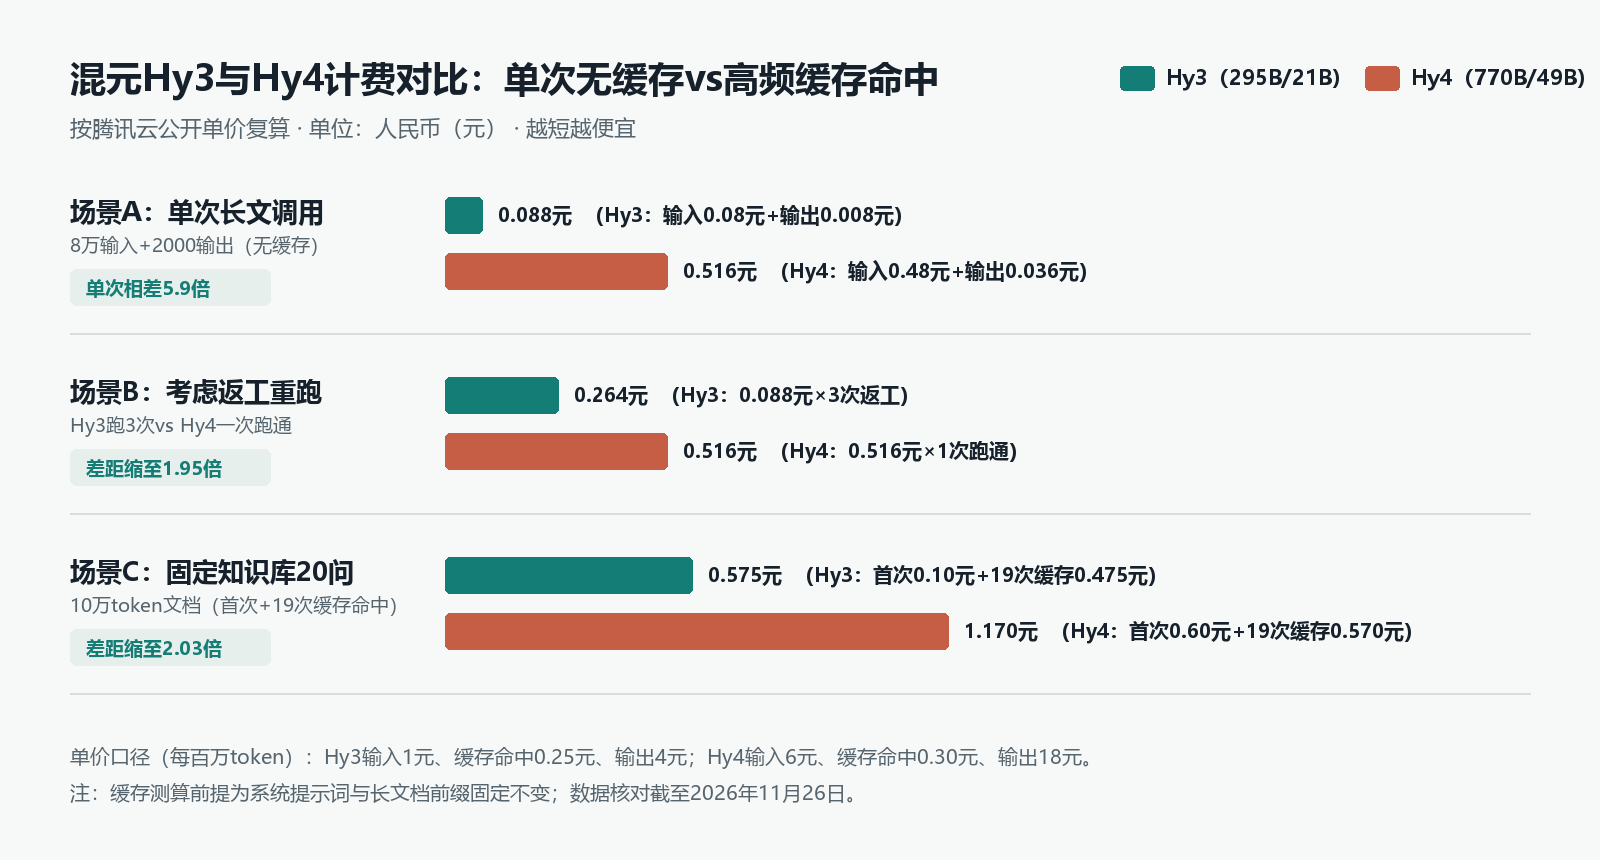 混元Hy3与Hy4计费对比：单次无缓存vs高频缓存命中
Hy3（295B/21B）
Hy4（770B/49B）
按腾讯云公开单价复算 · 单位：人民币（元） · 越短越便宜
场景A：单次长文调用
8万输入+2000输出（无缓存）
单次相差5.9倍
0.088元 （Hy3：输入0.08元+输出0.008元）
0.516元 （Hy4：输入0.48元+输出0.036元）
场景B：考虑返工重跑
Hy3跑3次vs Hy4一次跑通
差距缩至1.95倍
0.264元 （Hy3：0.088元×3次返工）
0.516元 （Hy4：0.516元×1次跑通）
场景C：固定知识库20问
10万token文档（首次+19次缓存命中）
差距缩至2.03倍
0.575元 （Hy3：首次0.10元+19次缓存0.475元）
1.170元 （Hy4：首次0.60元+19次缓存0.570元）
单价口径（每百万token）：Hy3输入1元、缓存命中0.25元、输出4元；Hy4输入6元、缓存命中0.30元、输出18元。
注：缓存测算前提为系统提示词与长文档前缀固定不变；数据核对截至2026年11月26日。